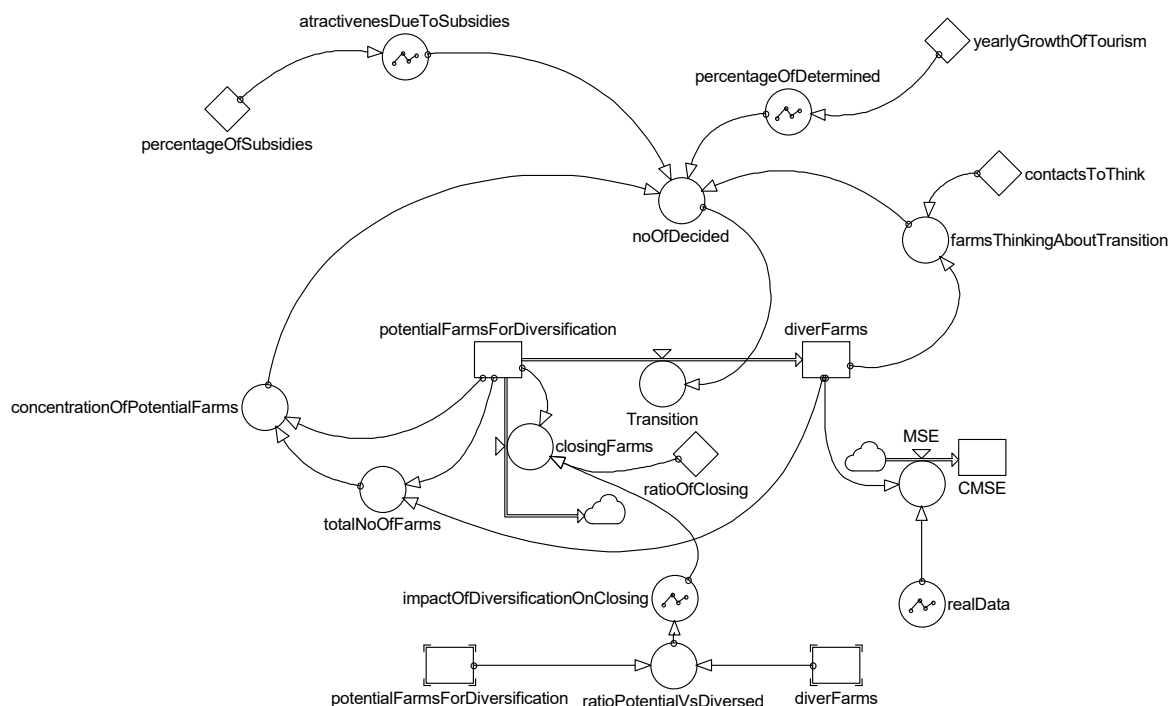 atractivenesDueToSubsidies
yearlyGrowthOfTourism
percentageOfDetermined
percentageOfSubsidies
contactsToThink
noOfDecided
farmsThinkingAboutTransition
potentialFarmsForDiversification
diverFarms
concentrationOfPotentialFarms
Transition
closingFarms
MSE
ratioOfClosing
CMSE
totalNoOfFarms
impactOfDiversificationOnClosing
realData
potentialFarmsForDiversification
ratioPotentialVsDiversed
diverFarms